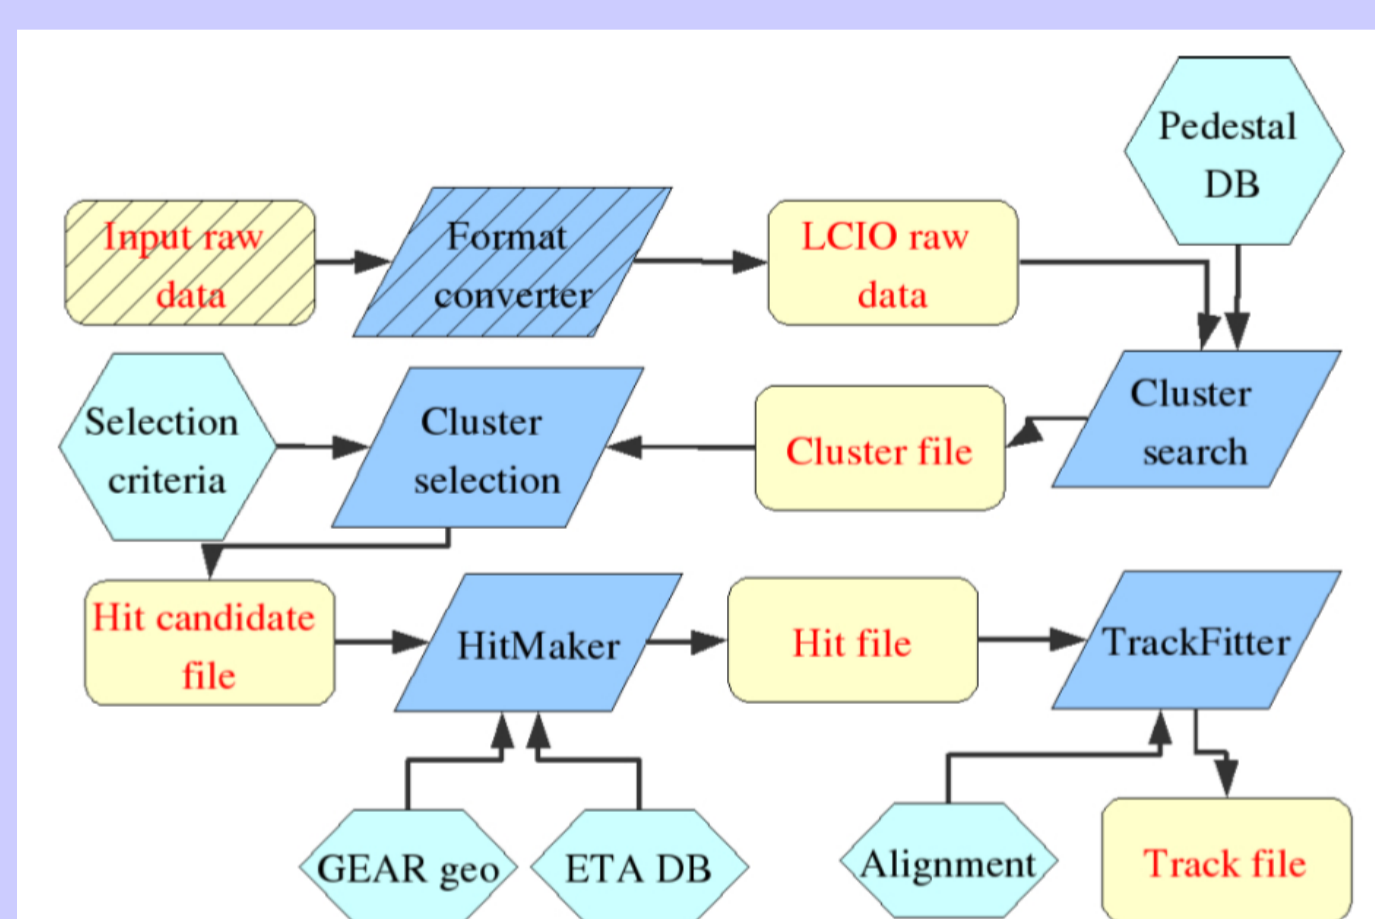 Pedestal
DB
Input raw
data
Format
converter
LCIO raw
data
Selection
criteria
Cluster
selection
Cluster file
Cluster
search
Hit candidate
file
HitMaker
Hit file
TrackFitter
GEAR geo
ETA DB
Alignment
Track file